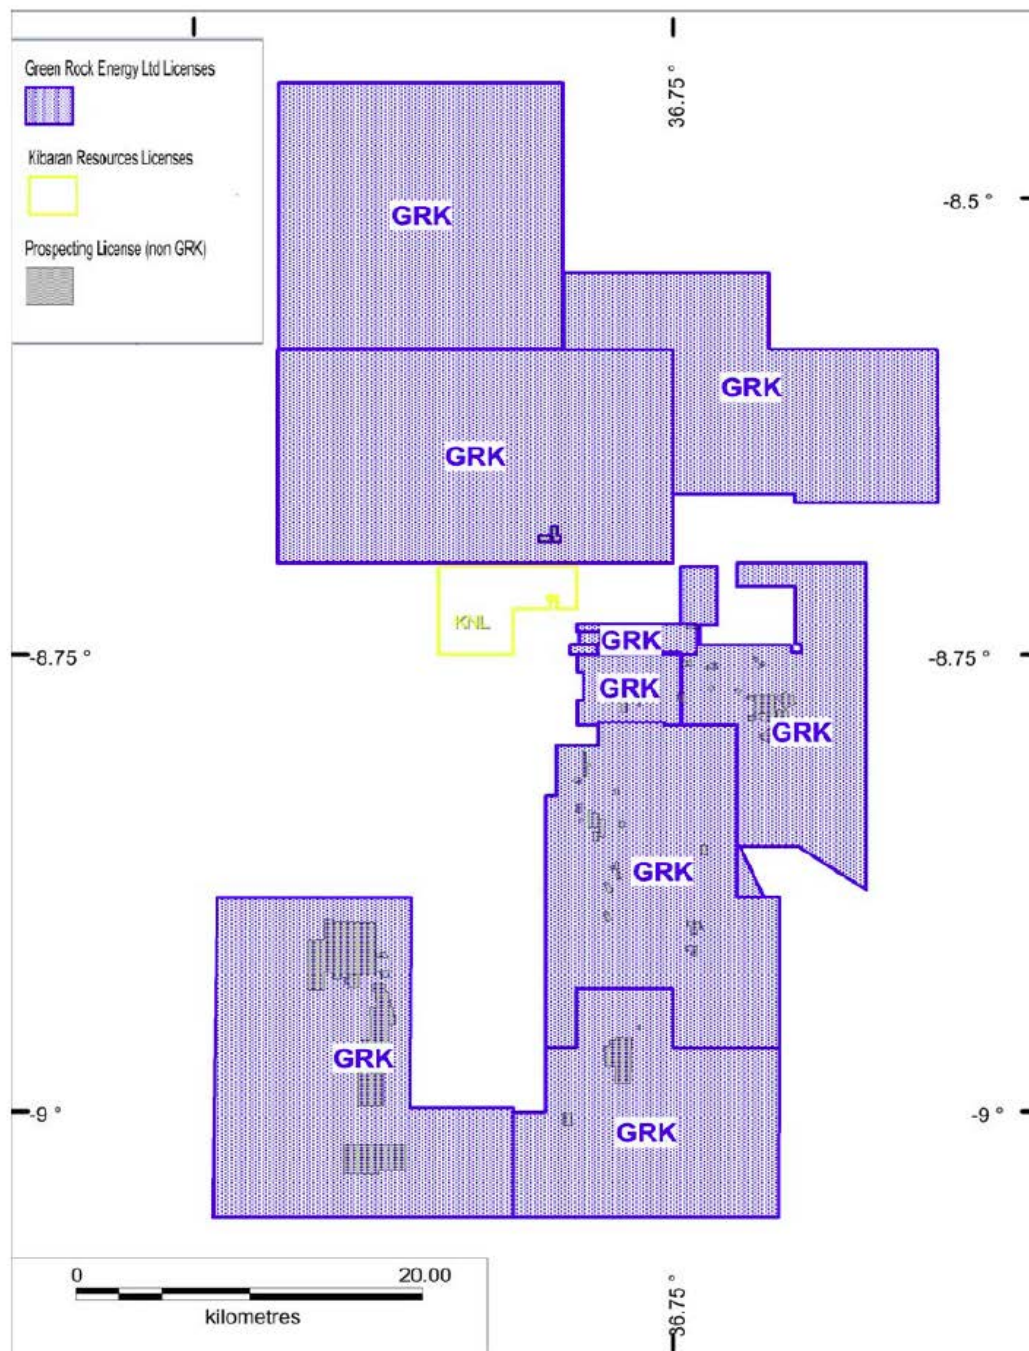 Green Rock Energy Ltd Licenses
Kibaran Resources Licenses
Prospecting License (non GRK)
36.75 °
-8.5 °
GRK
GRK
GRK
KNL
GRK
-8.75 °
-8.75 °
GRK
GRK
GRK
GRK
-9 °
-9 °
GRK
0 20.00
kilometres
36.75 °